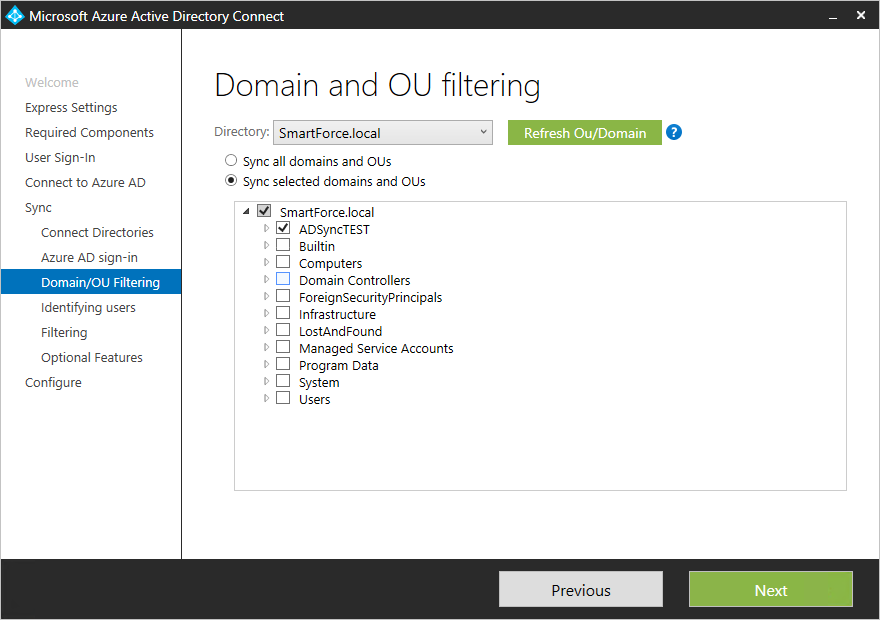 Microsoft Azure Active Directory Connect
Welcome
Express Settings
Required Components
User Sign-In
Connect to Azure AD
Sync
Connect Directories
Azure AD sign-in
Domain/OU Filtering
Identifying users
Filtering
Optional Features
Configure
Domain and OU filtering
Directory: SmartForce.local Refresh Ou/Domain ?
Sync all domains and OUs
Sync selected domains and OUs
SmartForce.local
ADSyncTEST
Builtin
Computers
Domain Controllers
ForeignSecurityPrincipals
Infrastructure
LostAndFound
Managed Service Accounts
Program Data
System
Users
Previous Next